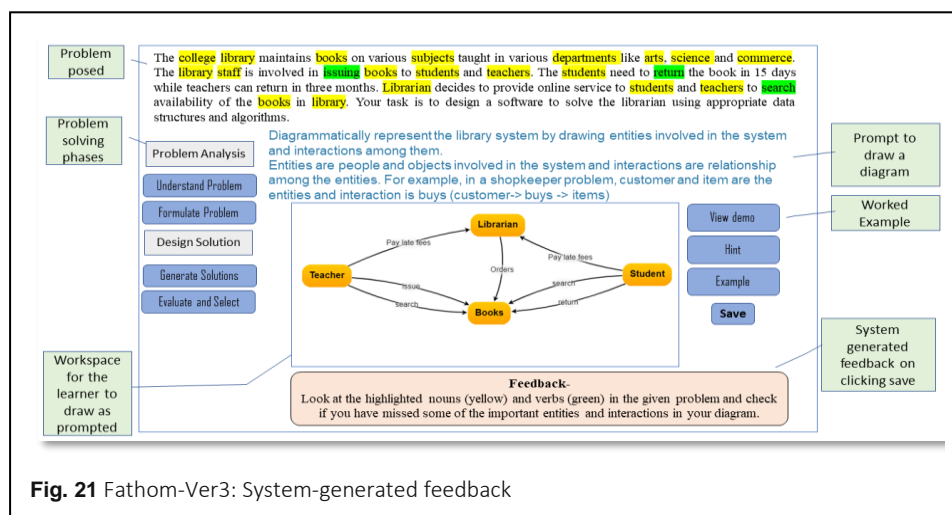 Problem
posed
The college library maintains books on various subjects taught in various departments like arts, science and commerce.
The library staff is involved in issuing books to students and teachers. The students need to return the book in 15 days
while teachers can return in three months. Librarian decides to provide online service to students and teachers to search
availability of the books in library. Your task is to design a software to solve the librarian using appropriate data
structures and algorithms.
Problem
solving
phases
Problem Analysis
Understand Problem
Formulate Problem
Design Solution
Generate Solutions
Evaluate and Select
Diagrammatically represent the library system by drawing entities involved in the system
and interactions among them.
Entities are people and objects involved in the system and interactions are relationship
among the entities. For example, in a shopkeeper problem, customer and item are the
entities and interaction is buys (customer-> buys -> items)
Prompt to
draw a
diagram
Librarian
Pay late fees
Pay late fees
Teacher
Orders
Student
issue
search
search
return
Books
View demo
Hint
Example
Save
Worked
Example
Workspace
for the
learner to
draw as
prompted
System
generated
feedback on
clicking save
Feedback-
Look at the highlighted nouns (yellow) and verbs (green) in the given problem and check
if you have missed some of the important entities and interactions in your diagram.
Fig. 21 Fathom-Ver3: System-generated feedback